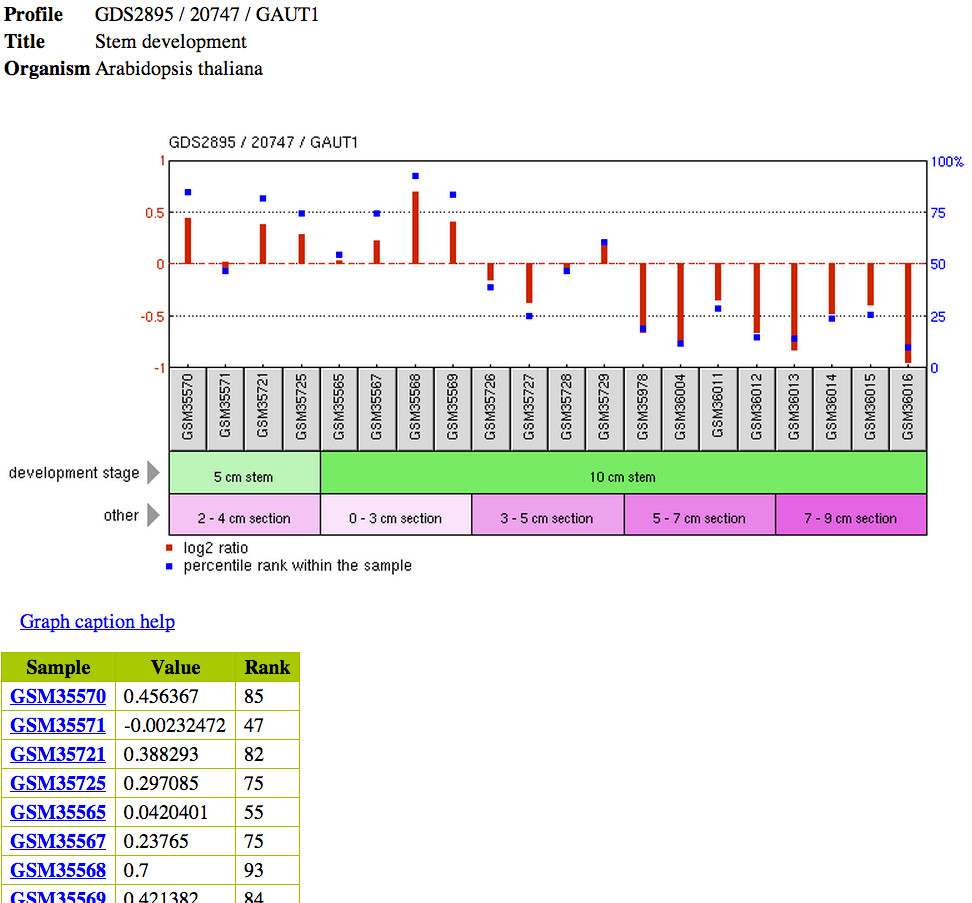 Profile GDS2895 / 20747 / GAUT1
Title Stem development
Organism Arabidopsis thaliana
GDS2895 / 20747 / GAUT1
1 100%
0.5 75
0 50
-0.5 25
-1 0
GSM35570 GSM35571 GSM35721 GSM35725 GSM35565 GSM35567 GSM35568 GSM35569 GSM35726 GSM35727 GSM35728 GSM35729 GSM35978 GSM36004 GSM36011 GSM36012 GSM36013 GSM36014 GSM36015 GSM36016
development stage 5 cm stem 10 cm stem
other 2 - 4 cm section 0 - 3 cm section 3 - 5 cm section 5 - 7 cm section 7 - 9 cm section
log2 ratio
percentile rank within the sample
Graph caption help
Sample Value Rank
GSM35570 0.456367 85
GSM35571 -0.00232472 47
GSM35721 0.388293 82
GSM35725 0.297085 75
GSM35565 0.0420401 55
GSM35567 0.23765 75
GSM35568 0.7 93
GSM35569 0.421382 84